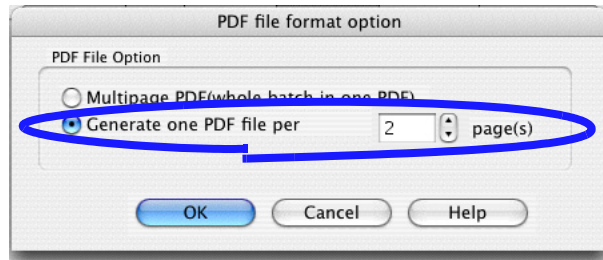 PDF file format option
PDF File Option
Multipage PDF(whole batch in one PDF)
Generate one PDF file per 2 page(s)
OK Cancel Help